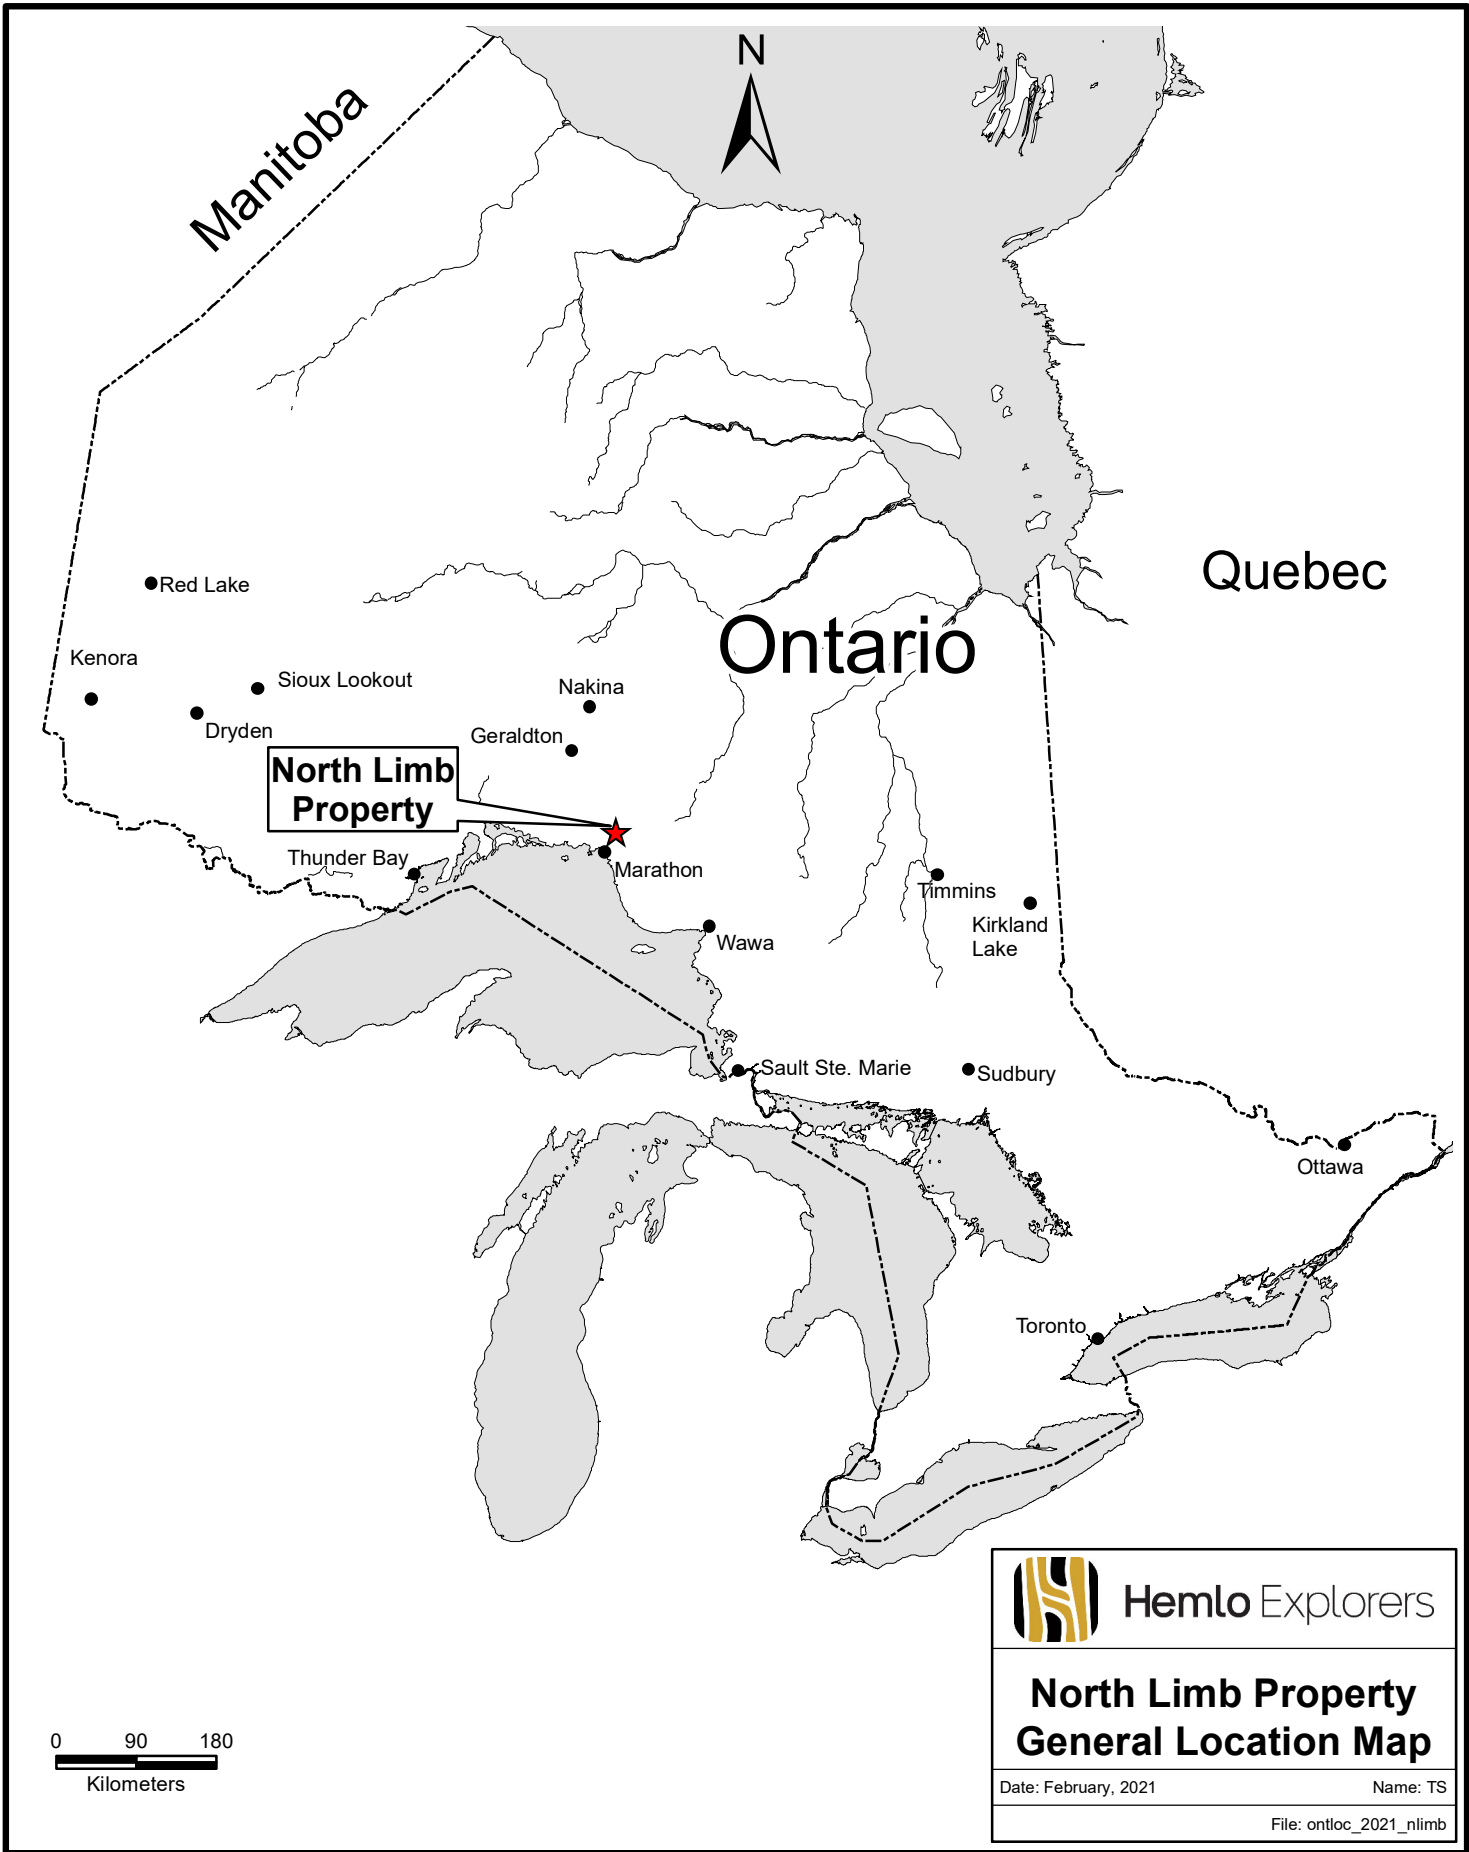 N
Manitoba
Quebec
Ontario
Red Lake
Kenora
Sioux Lookout
Dryden
Nakina
Geraldton
North Limb
Property
Thunder Bay
Marathon
Timmins
Kirkland
Lake
Wawa
Sault Ste. Marie
Sudbury
Ottawa
Toronto
0 90 180
Kilometers
Hemlo Explorers
North Limb Property
General Location Map
Date: February, 2021 Name: TS
File: ontloc_2021_nlimb